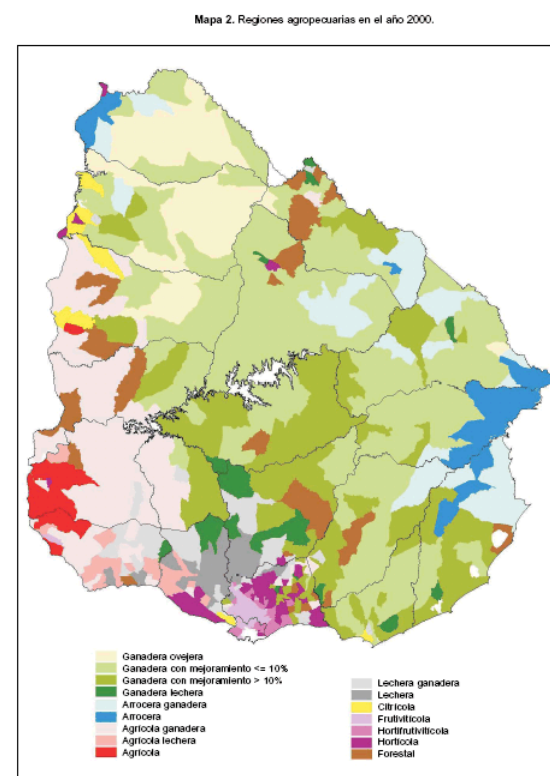 Mapa 2. Regiones agropecuarias en el año 2000.
Ganadera ovejera
Ganadera con mejoramiento <= 10%
Ganadera con mejoramiento > 10%
Ganadera lechera
Arrocera ganadera
Arrocera
Agrícola ganadera
Agrícola lechera
Agrícola
Lechera ganadera
Lechera
Citrícola
Frutivitícola
Hortifrutivitícola
Hortícola
Forestal